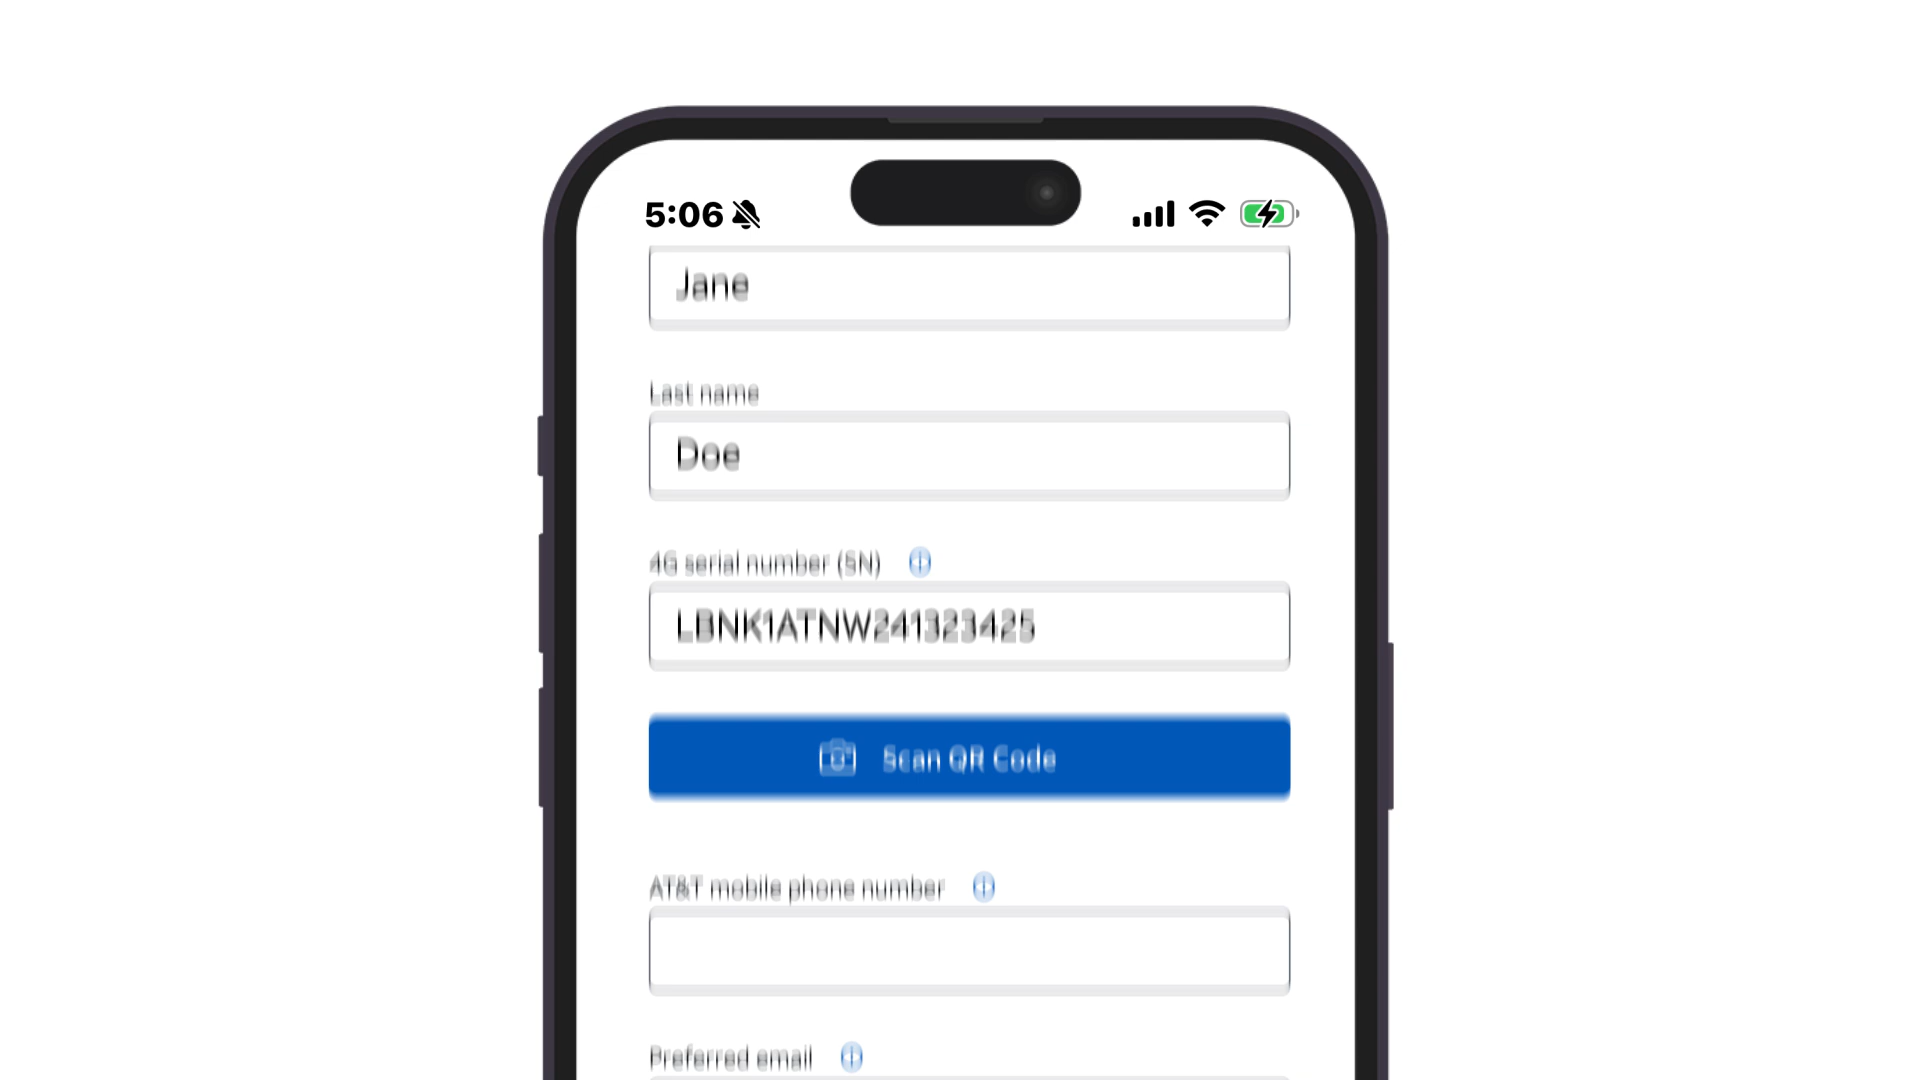 5:06
Jane
Last name
Doe
4G serial number (SN)
LBNK1ATNW241323425
Scan QR Code
AT&T mobile phone number
Preferred email